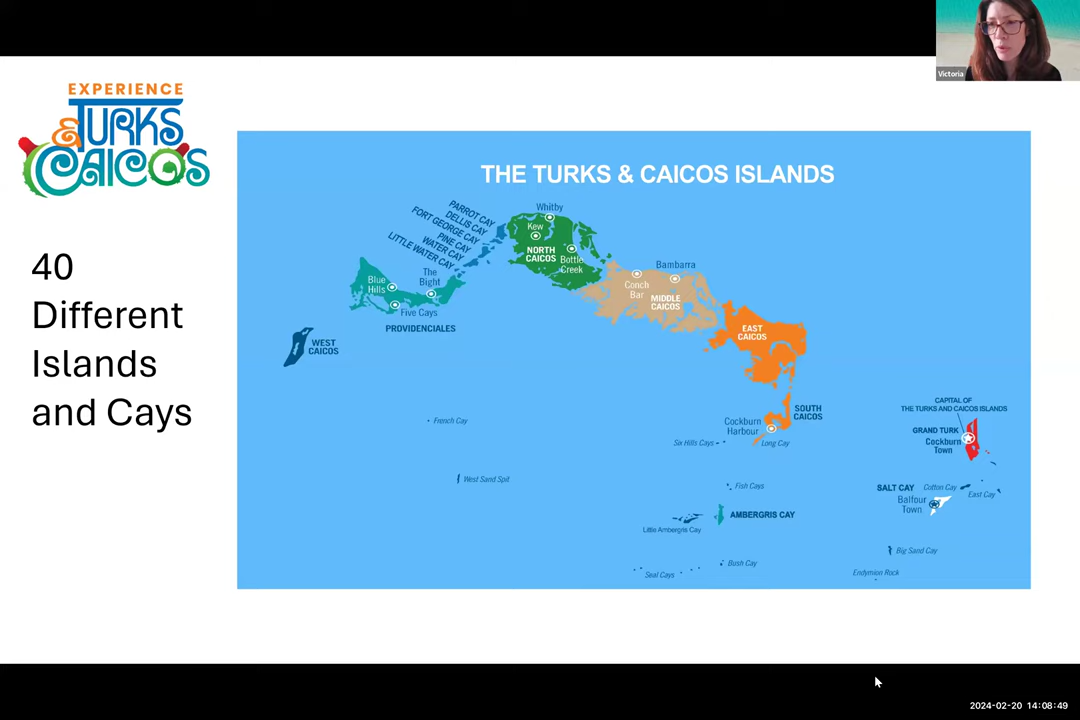 Victoria
EXPERIENCE
TURKS
& CAICOS
40
Different
Islands
and Cays
THE TURKS & CAICOS ISLANDS
PARROT CAY
DELLIS CAY
FORT GEORGE CAY
PINE CAY
WATER CAY
LITTLE WATER CAY
Whitby
Kew
NORTH
CAICOS
Bottle
Creek
Bambarra
Conch
Bar
MIDDLE
CAICOS
The
Bight
Blue
Hills
Five Cays
PROVIDENCIALES
WEST
CAICOS
EAST
CAICOS
SOUTH
CAICOS
Cockburn
Harbour
Six Hills Cays
Long Cay
French Cay
CAPITAL OF
THE TURKS AND CAICOS ISLANDS
GRAND TURK
Cockburn
Town
West Sand Spit
Fish Cays
SALT CAY
Cotton Cay
East Cay
Balfour
Town
AMBERGRIS CAY
Little Ambergris Cay
Big Sand Cay
Bush Cay
Seal Cays
Endymion Rock
2024-02-20 14:08:49